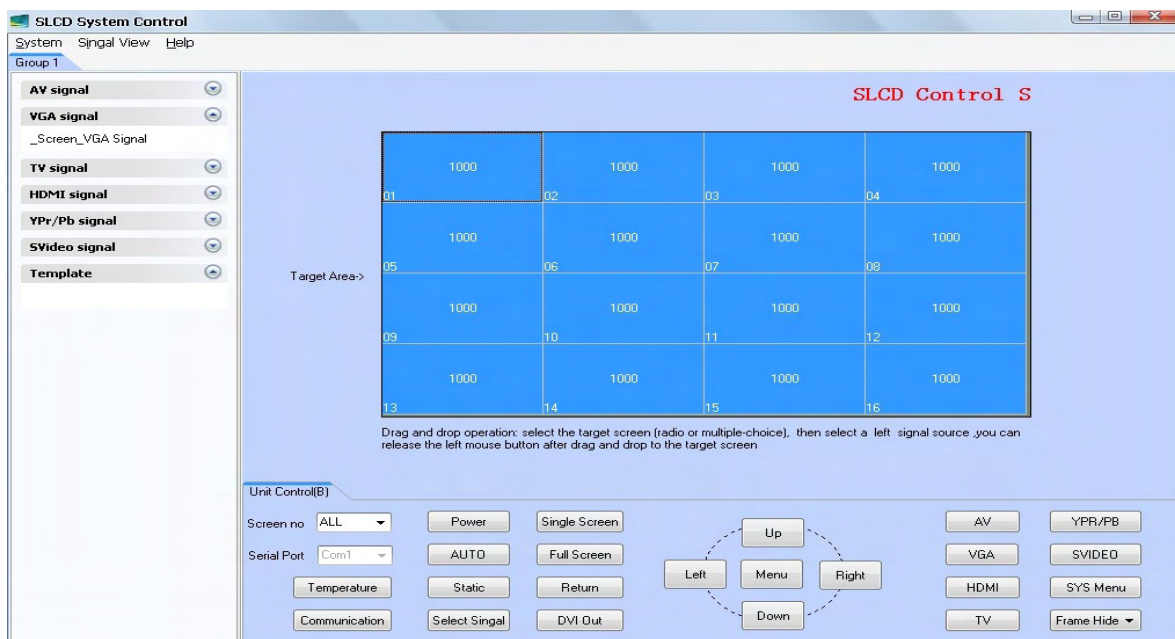 SLCD System Control
System Singal View Help
Group 1
AV signal
VGA signal
_Screen_VGA Signal
TV signal
HDMI signal
YPr/Pb signal
SVideo signal
Template
SLCD Control S
Target Area->
1000 1000 1000 1000
01 02 03 04
1000 1000 1000 1000
05 06 07 08
1000 1000 1000 1000
09 10 11 12
1000 1000 1000 1000
13 14 15 16
Drag and drop operation: select the target screen (radio or multiple-choice), then select a left signal source ,you can
release the left mouse button after drag and drop to the target screen
Unit Control(B)
Screen no ALL Power Single Screen Up AV YPR/PB
Serial Port Com1 AUTO Full Screen Left Menu Right VGA SVIDEO
Temperature Static Return HDMI SYS Menu
Communication Select Singal DVI Out Down TV Frame Hide